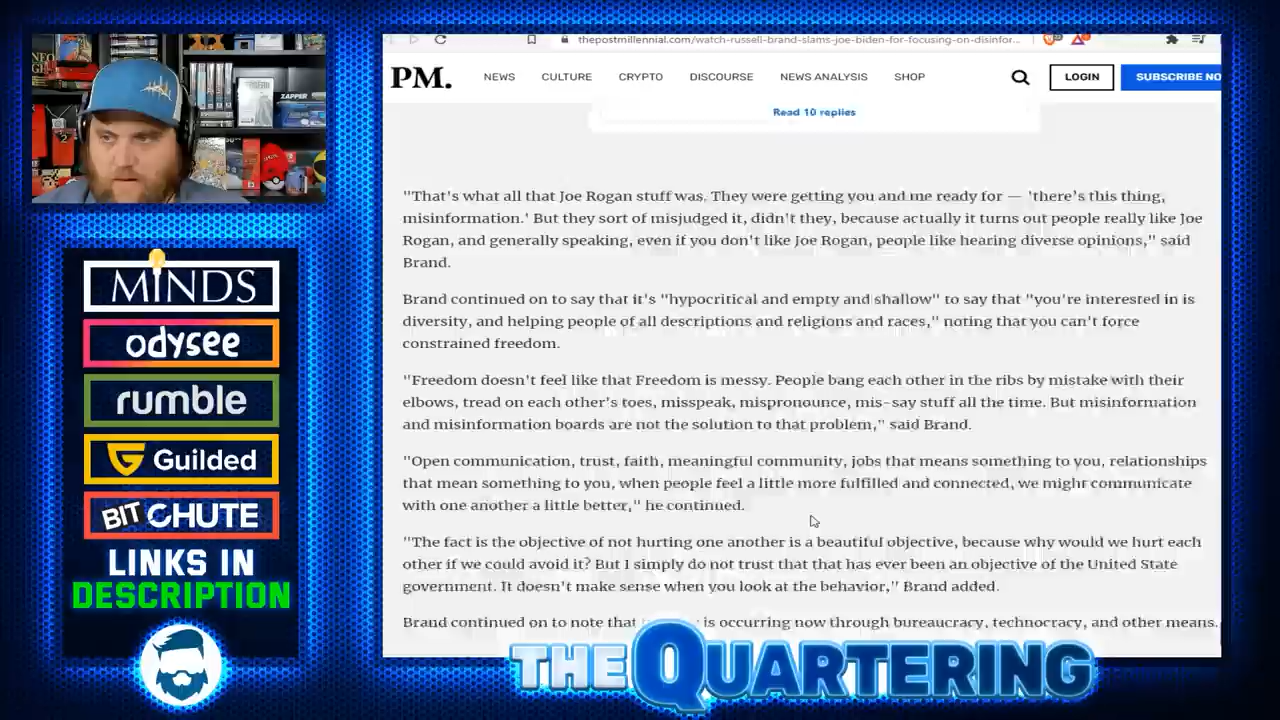 thepostmillennial.com/watch-russell-brand-slams-joe-biden-for-focusing-on-disinfor...
PM.
NEWS
CULTURE
CRYPTO
DISCOURSE
NEWS ANALYSIS
SHOP
LOGIN
SUBSCRIBE NO
Read 10 replies
"That's what all that Joe Rogan stuff was. They were getting you and me ready for — 'there's this thing,
misinformation.' But they sort of misjudged it, didn't they, because actually it turns out people really like Joe
Rogan, and generally speaking, even if you don't like Joe Rogan, people like hearing diverse opinions," said
Brand.
Brand continued on to say that it's "hypocritical and empty and shallow" to say that "you're interested in is
diversity, and helping people of all descriptions and religions and races," noring that you can't force
constrained freedom.
"Freedom doesn't feel like that Freedom is messy. People bang each other in the ribs by mistake with their
elbows, tread on each other's toes, misspeak, mispronounce, mis-say stuff all the time. But misinformation
and misinformation boards are not the solution to that problem," said Brand.
"Open communication, trust, faith, meaningful community, jobs that means something to you, relationships
that mean something to you, when people feel a little more fulfilled and connected, we might communicate
with one another a little better," he continued.
"The fact is the objective of not hurting one another is a beautiful objective, because why would we hurt each
other if we could avoid it? But I simply do not trust that that has ever been an objective of the United State
government. It doesn't make sense when you look at the behavior," Brand added.
Brand continued on to note that is occurring now through bureaucracy, technocracy, and other means.
MINDS
odysee
rumble
Guilded
BIT CHUTE
LINKS IN
DESCRIPTION
THE QUARTERING
ZAPPER